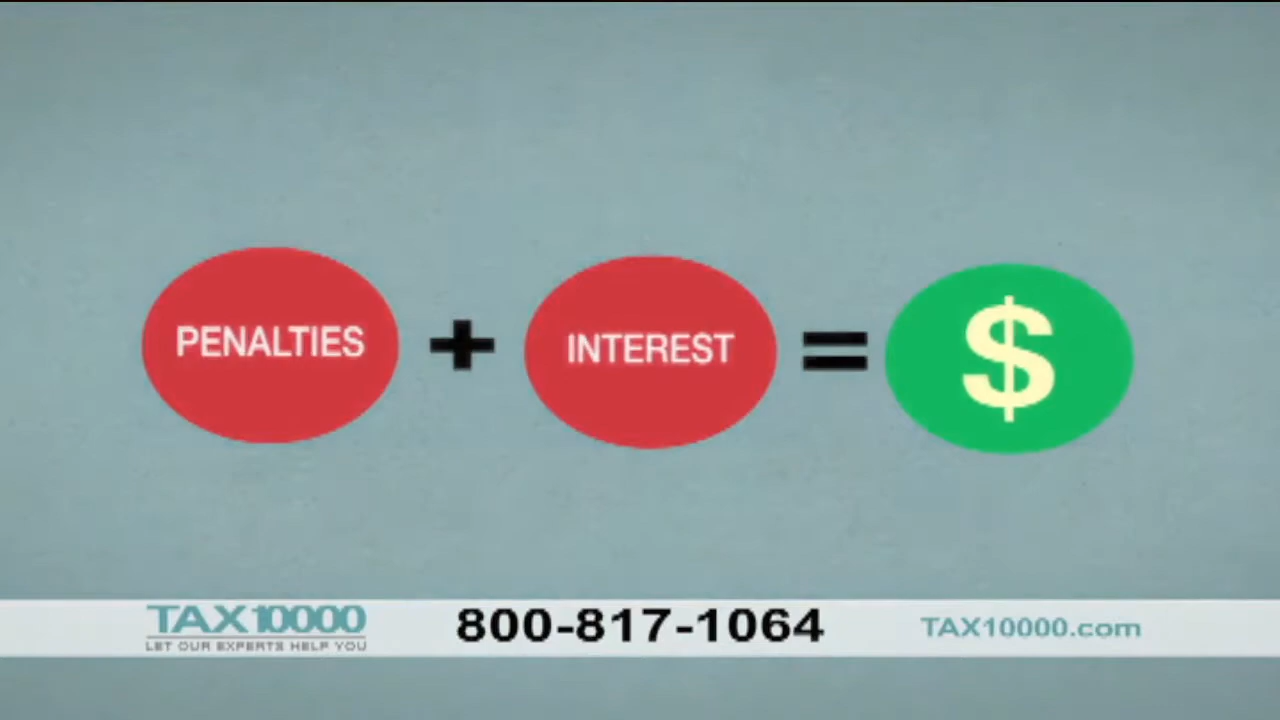 PENALTIES + INTEREST = $
TAX10000
LET OUR EXPERTS HELP YOU
800-817-1064
TAX10000.com